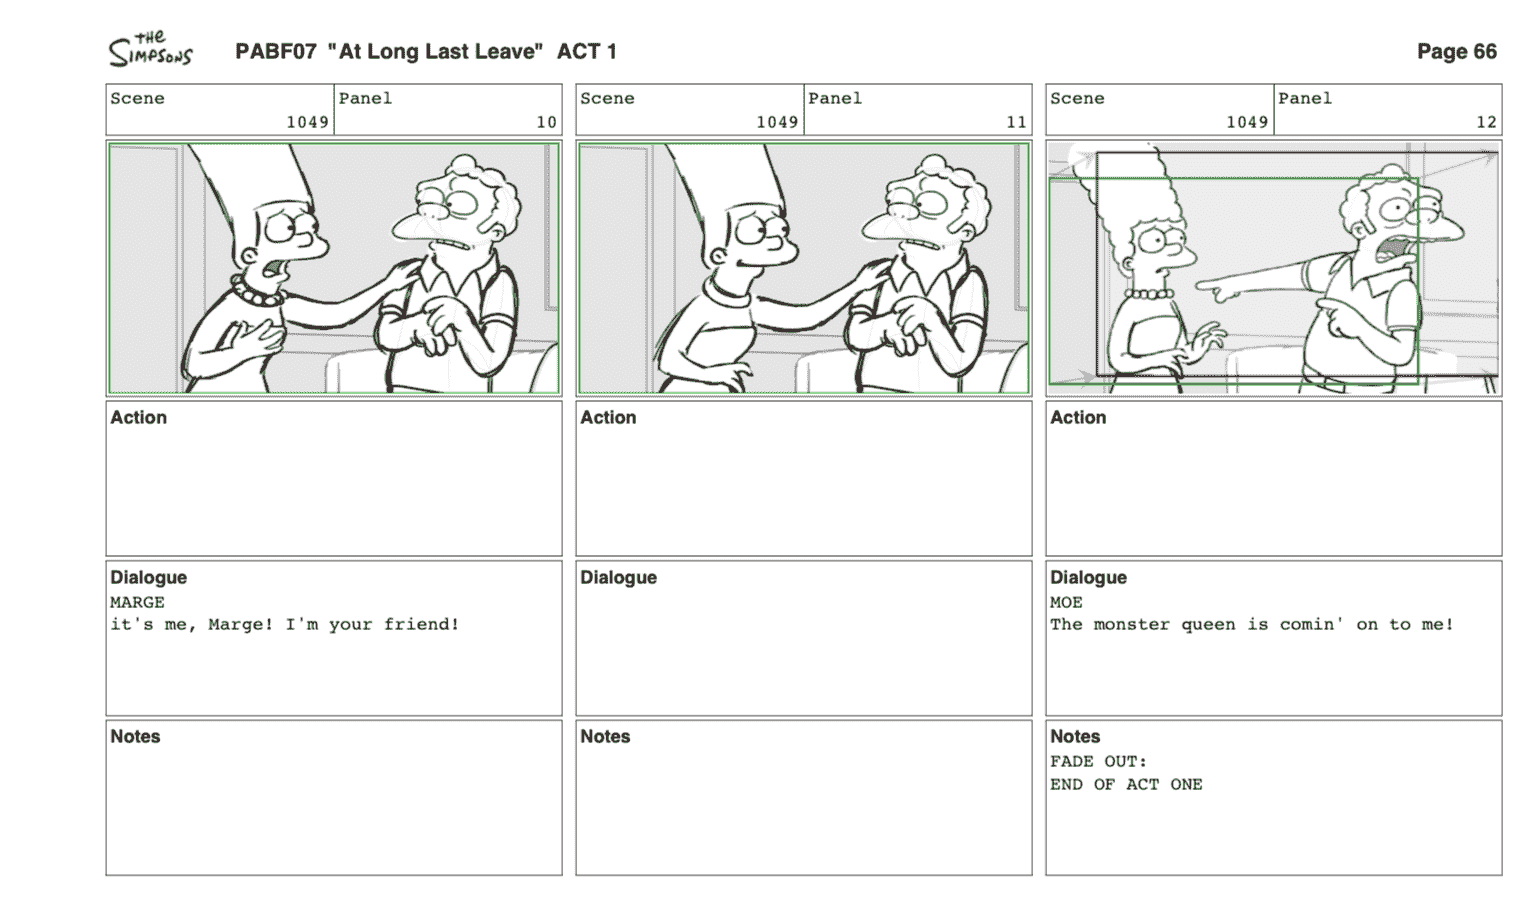 THE
SIMPSONS
PABF07 "At Long Last Leave" ACT 1
Page 66
Scene
1049
Panel
10
Scene
1049
Panel
11
Scene
1049
Panel
12
Action
Action
Action
Dialogue
MARGE
it's me, Marge! I'm your friend!
Dialogue
Dialogue
MOE
The monster queen is comin' on to me!
Notes
Notes
Notes
FADE OUT:
END OF ACT ONE